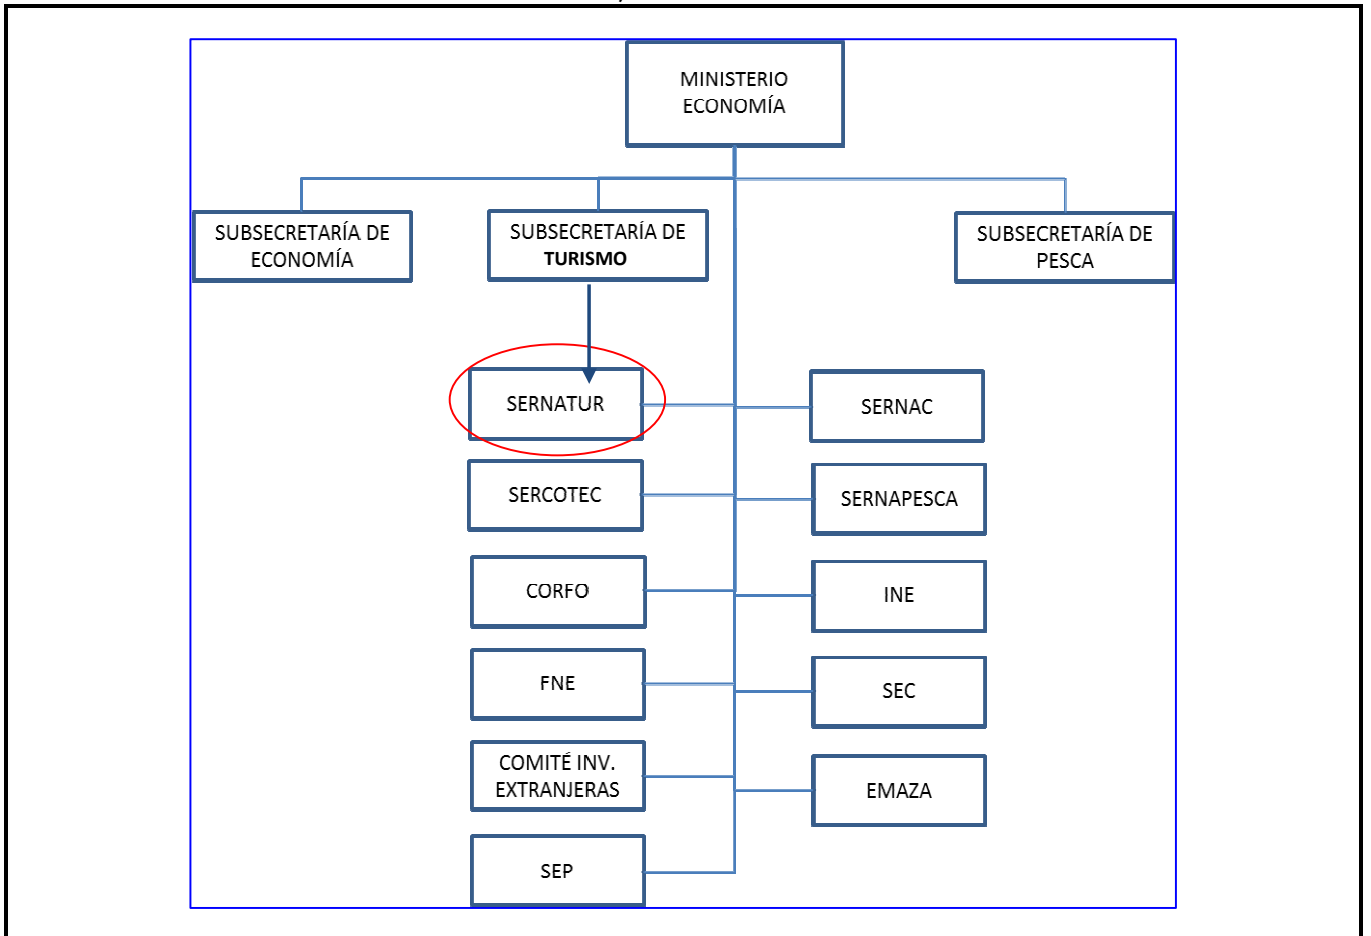 MINISTERIO
ECONOMÍA
SUBSECRETARÍA DE
ECONOMÍA
SUBSECRETARÍA DE
TURISMO
SUBSECRETARÍA DE
PESCA
SERNATUR
SERNAC
SERCOTEC
SERNAPESCA
CORFO
INE
FNE
SEC
COMITÉ INV.
EXTRANJERAS
EMAZA
SEP